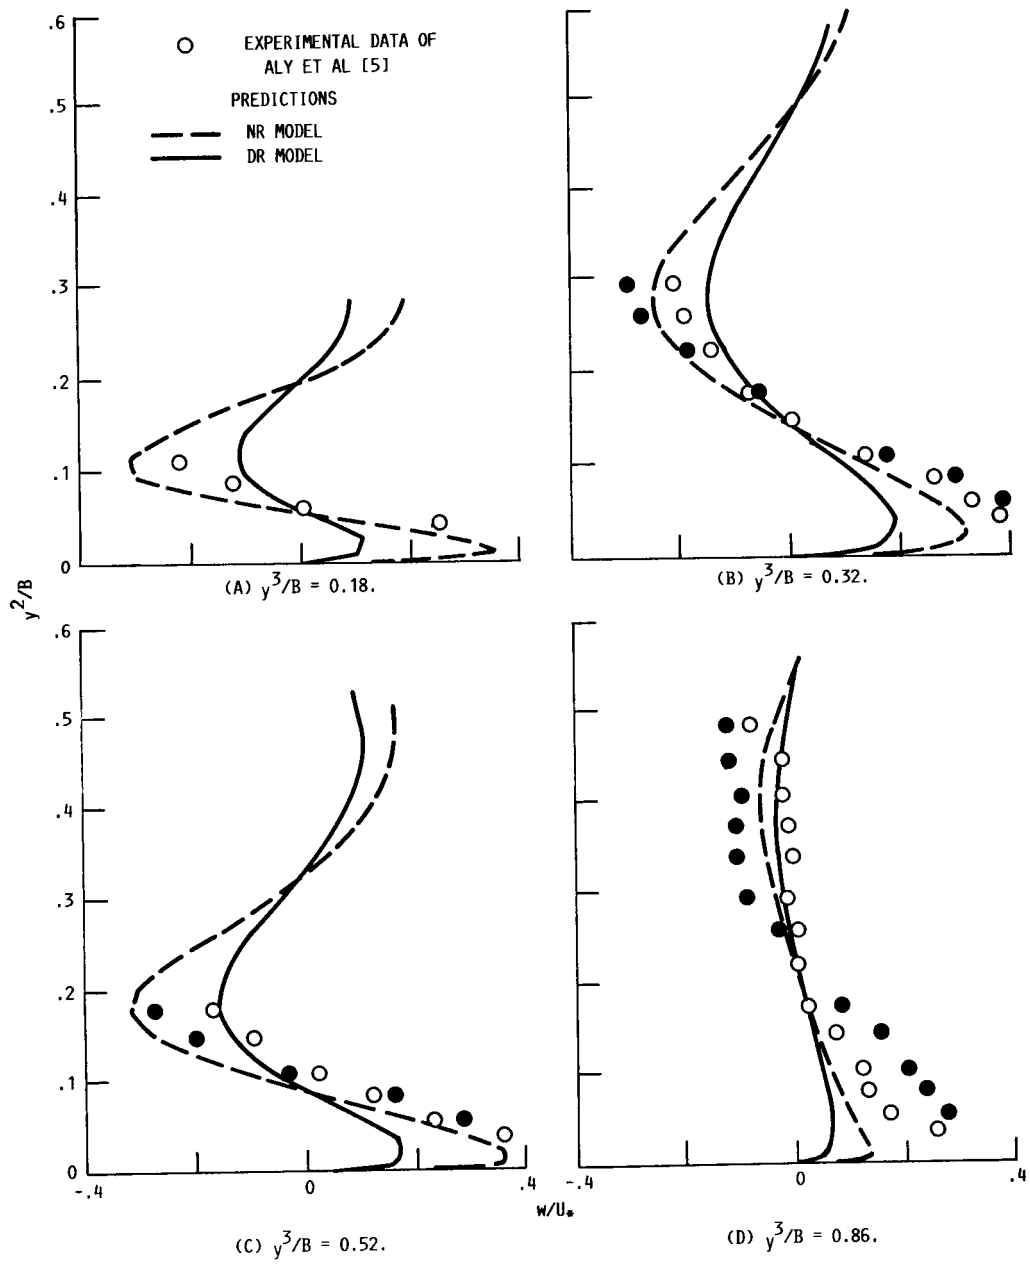 .6
EXPERIMENTAL DATA OF
ALY ET AL [5]
PREDICTIONS
NR MODEL
DR MODEL
.5
.4
.3
.2
.1
0
(A) y³/B = 0.18.
(B) y³/B = 0.32.
y²/B
.6
.5
.4
.3
.2
.1
0
-.4
0
.4
-.4
0
.4
w/U*
(C) y³/B = 0.52.
(D) y³/B = 0.86.